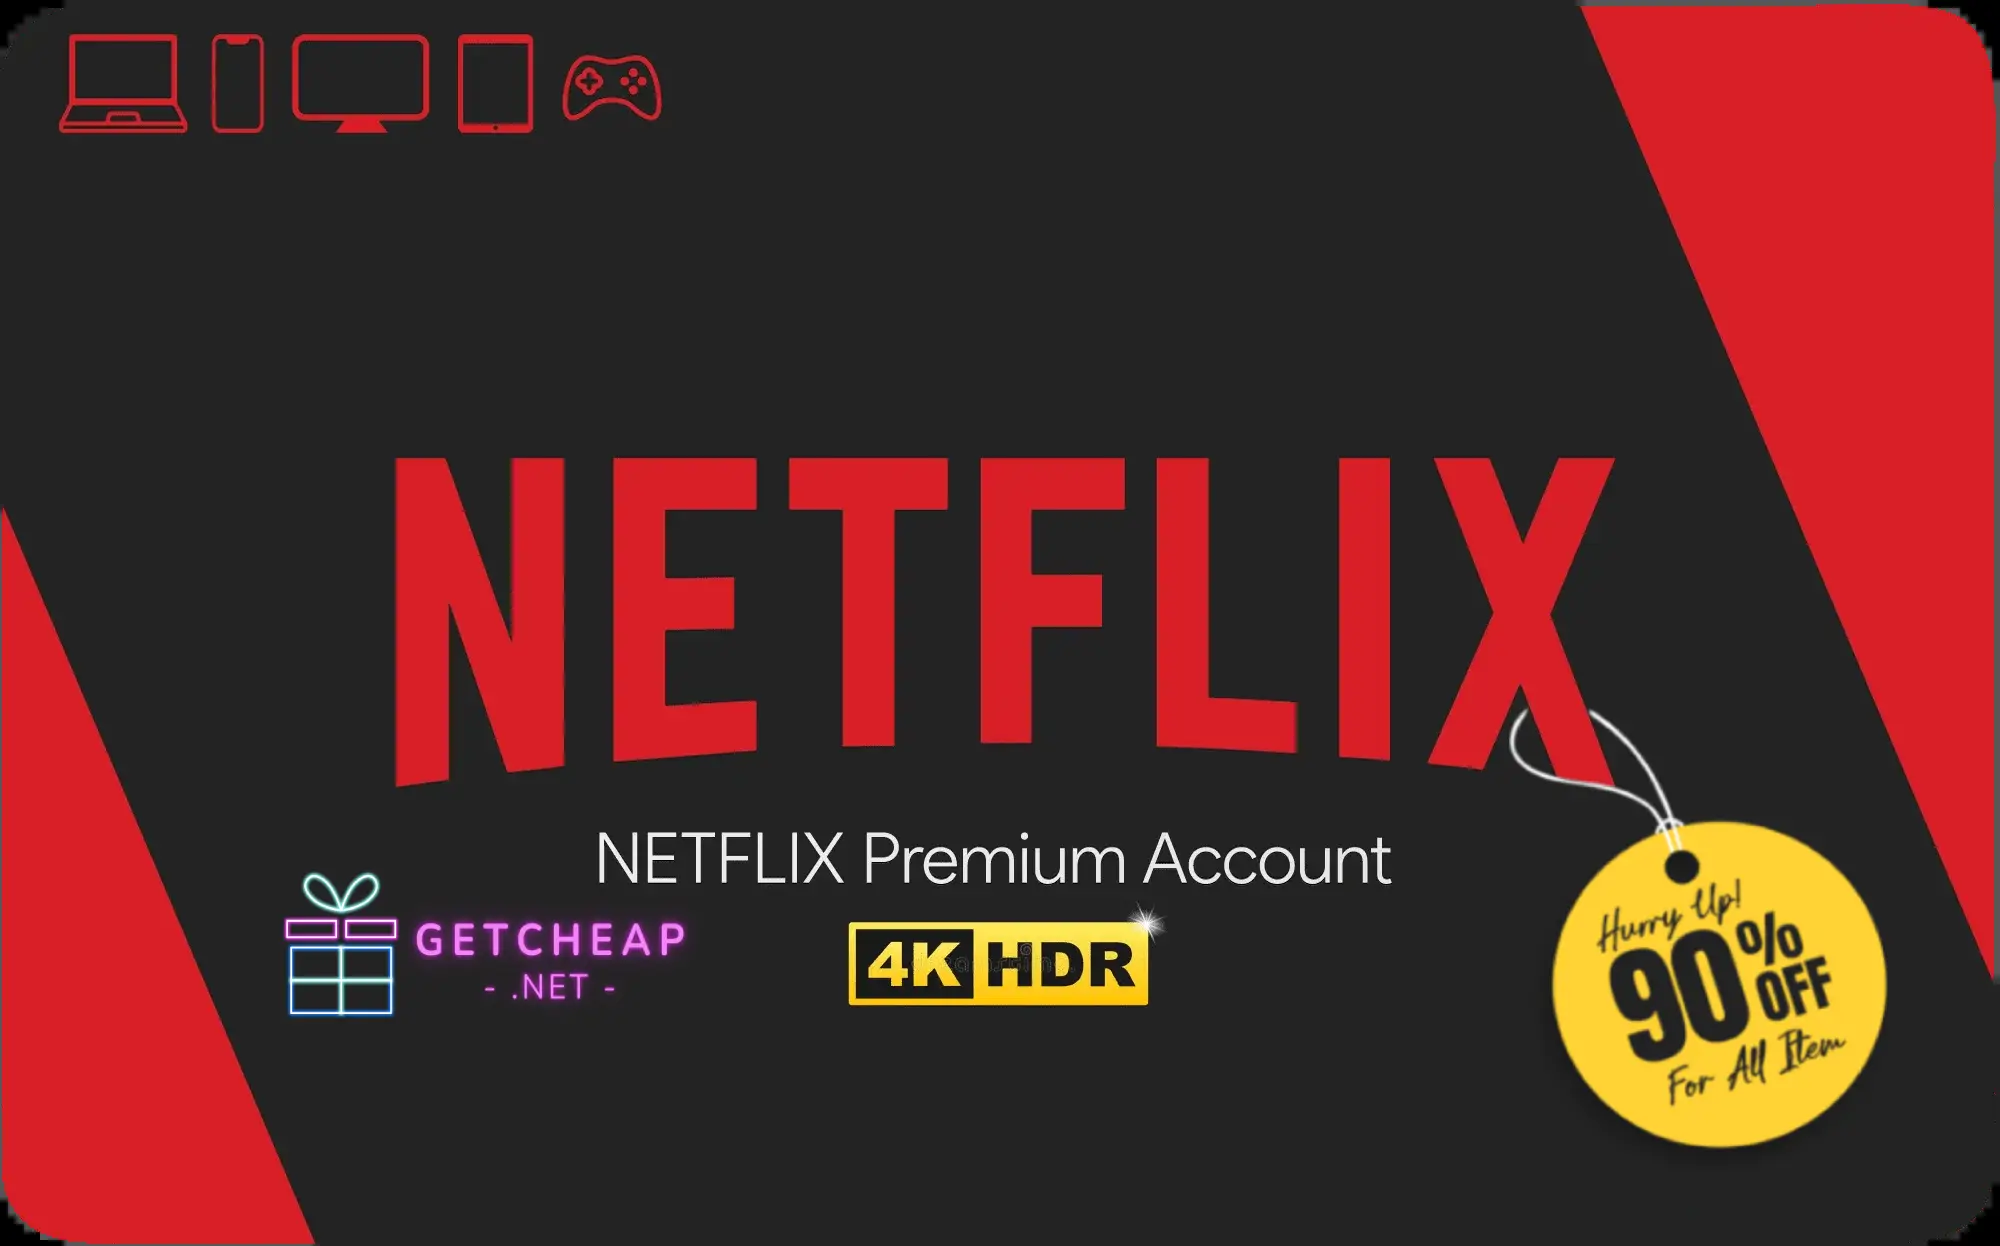 NETFLIX
NETFLIX Premium Account
GETCHEAP
- .NET -
4K HDR
Hurry Up!
90% OFF
For All Item